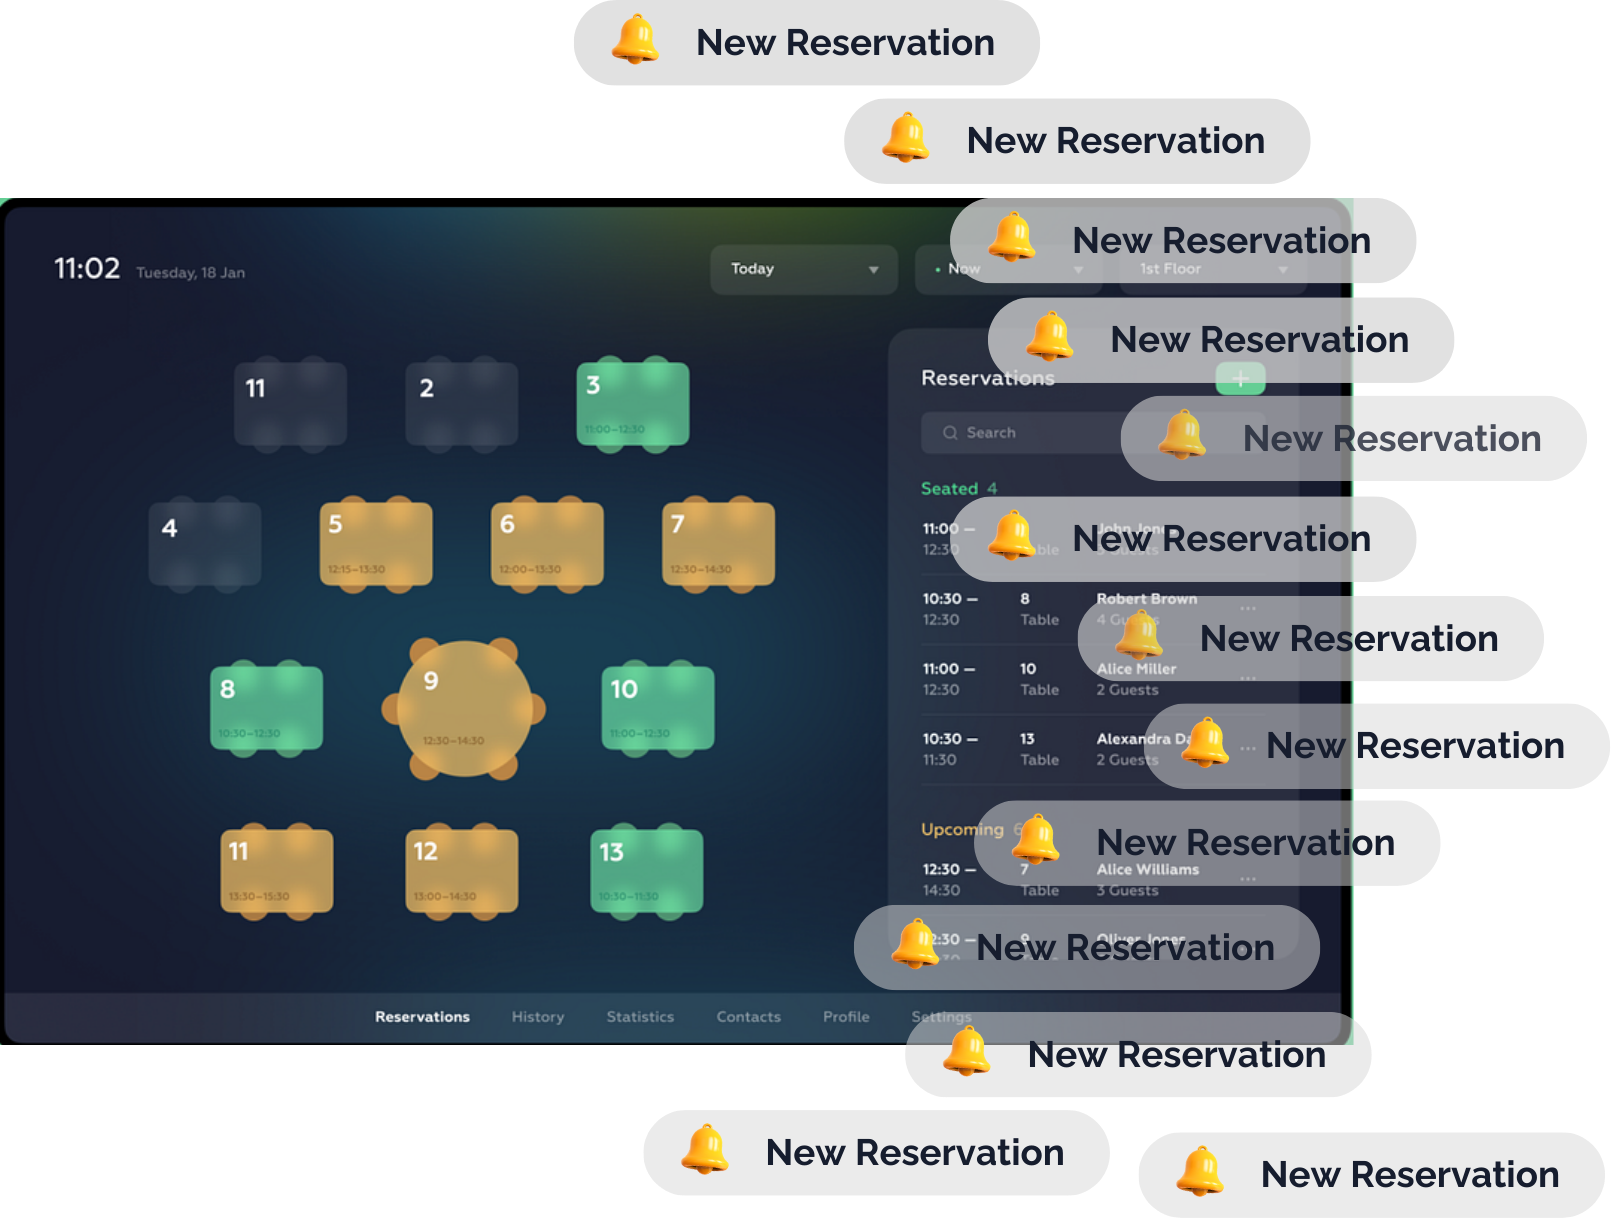 New Reservation
New Reservation
New Reservation
11:02 Tuesday, 18 Jan
Today
Now
1st Floor
New Reservation
Reservations
+
Search
New Reservation
11
2
3
11:00–12:30
Seated 4
4
5
12:15–13:30
6
12:00–13:30
7
12:30–14:30
11:00 –
12:30
New Reservation
10:30 – 8 Robert Brown
12:30 Table
New Reservation
11:00 – 10 Alice Miller
12:30 Table 2 Guests
8
10:30–12:30
9
12:30–14:30
10
11:00–12:30
10:30 – 13 Alexandra
11:30 Table 2 Guests
New Reservation
Upcoming 6
New Reservation
12:30 – 7 Alice Williams
14:30 Table 3 Guests
11
13:30–15:30
12
13:00–14:30
13
10:30–11:30
Oliver Jones
New Reservation
Reservations History Statistics Contacts Profile Settings
New Reservation
New Reservation
New Reservation